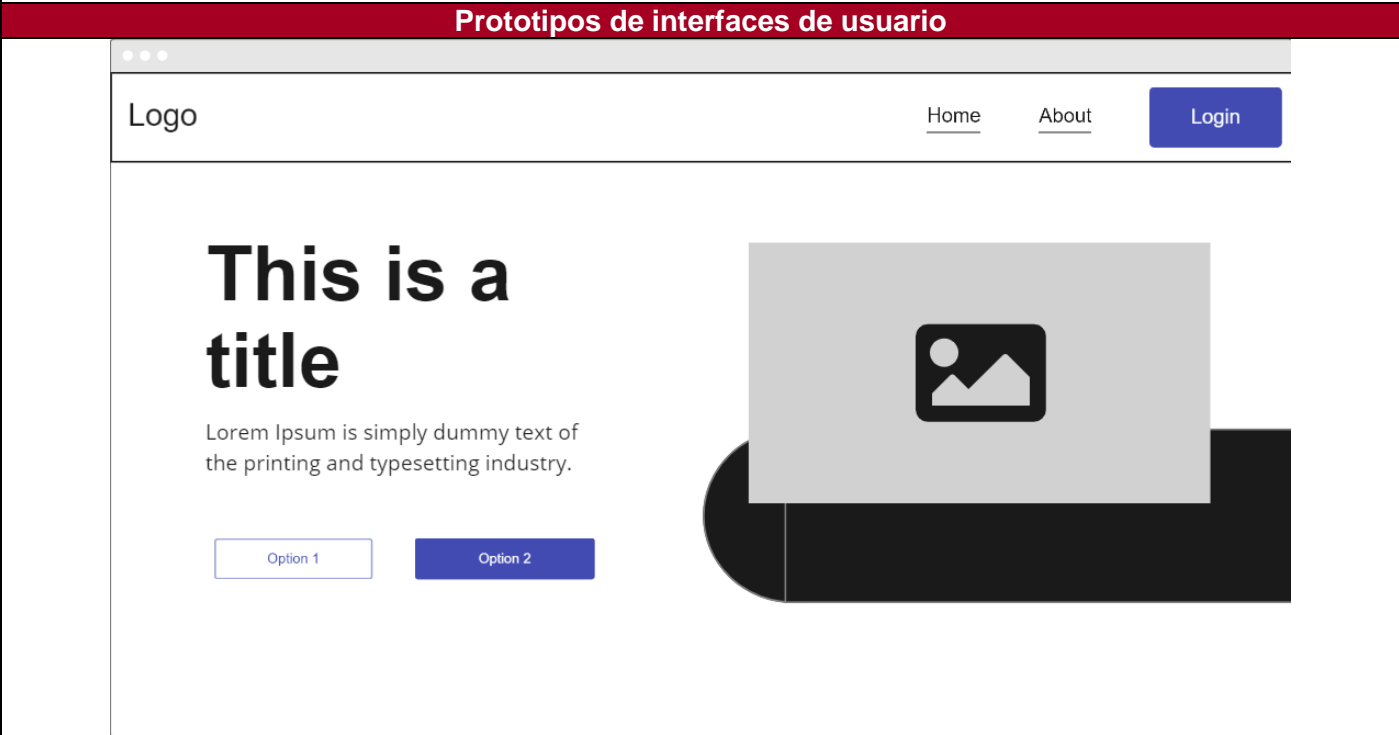 Prototipos de interfaces de usuario
Logo
Home
About
Login
This is a
title
Lorem Ipsum is simply dummy text of
the printing and typesetting industry.
Option 1
Option 2